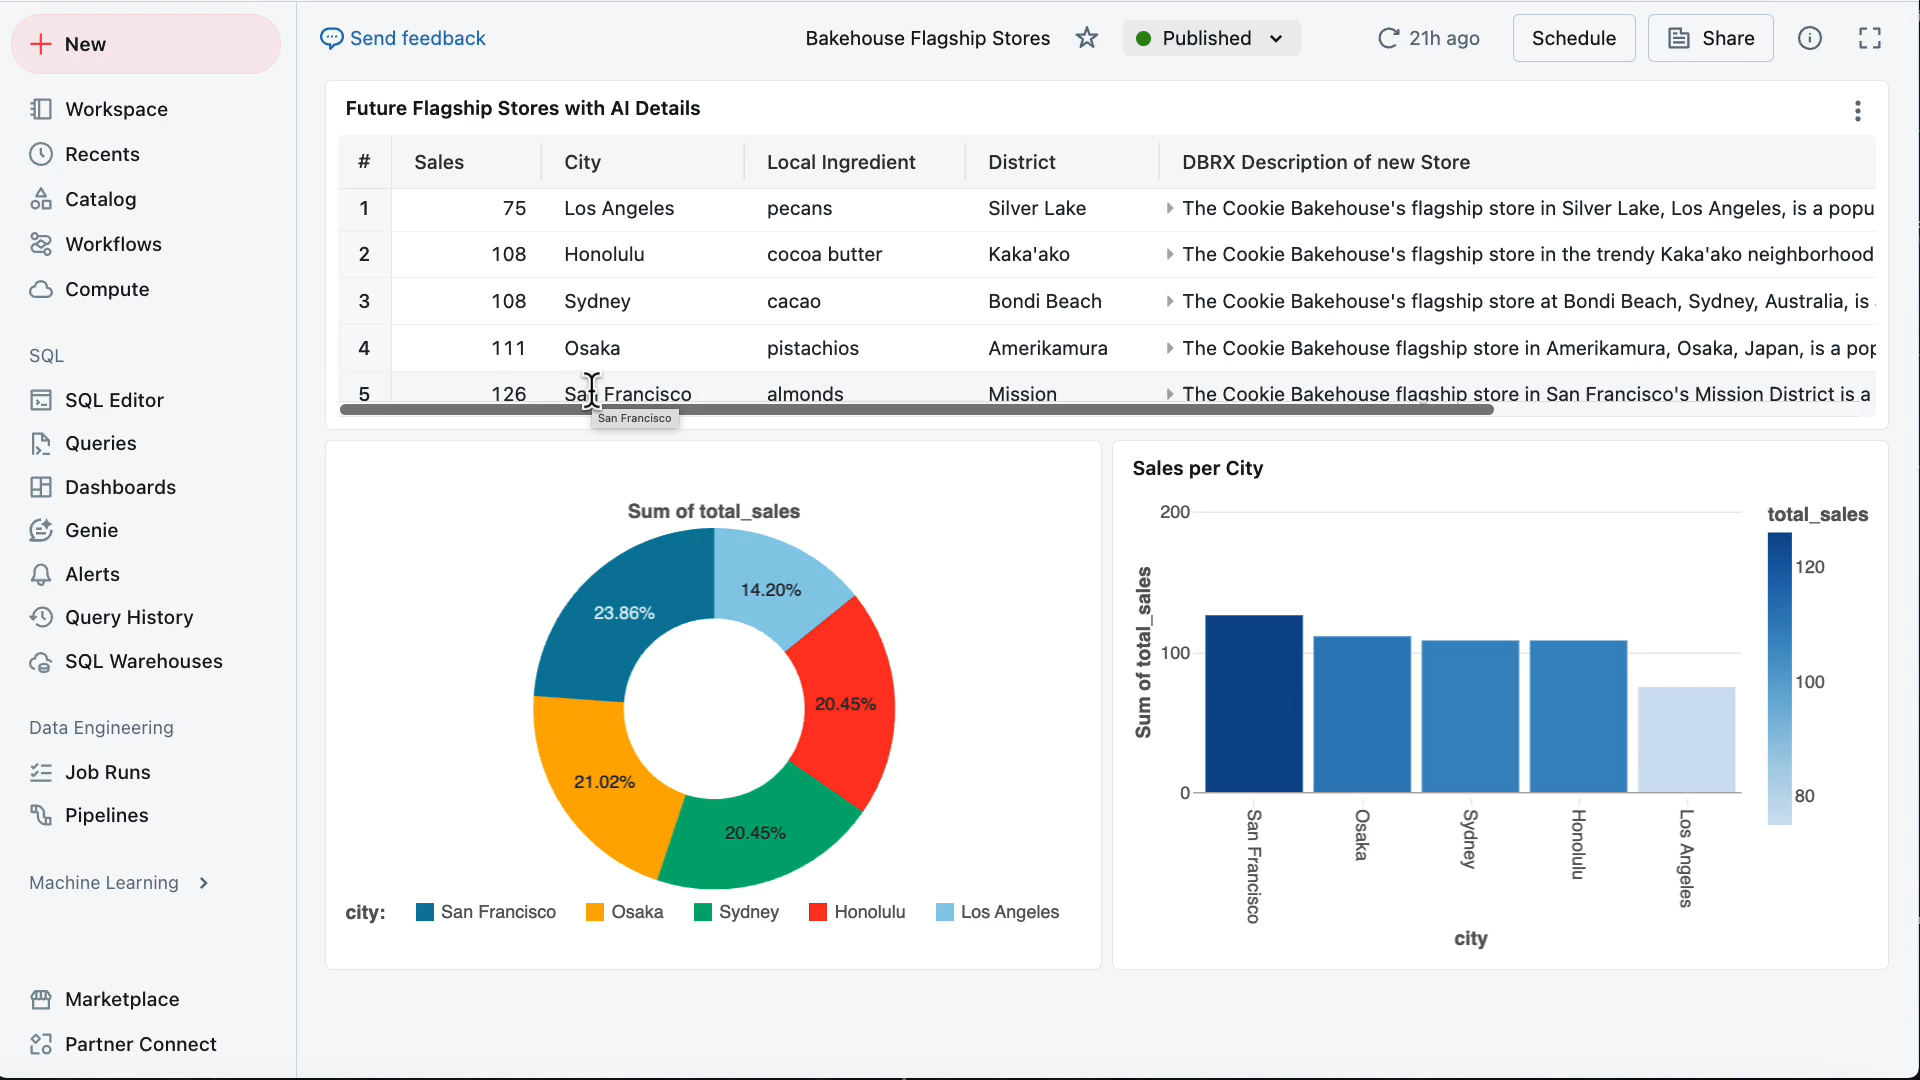 New
Workspace
Recents
Catalog
Workflows
Compute
SQL
SQL Editor
Queries
Dashboards
Genie
Alerts
Query History
SQL Warehouses
Data Engineering
Job Runs
Pipelines
Machine Learning
Marketplace
Partner Connect
Send feedback
Bakehouse Flagship Stores
Published
21h ago
Schedule
Share
Future Flagship Stores with AI Details
# Sales City Local Ingredient District DBRX Description of new Store
1 75 Los Angeles pecans Silver Lake The Cookie Bakehouse's flagship store in Silver Lake, Los Angeles, is a popu
2 108 Honolulu cocoa butter Kaka'ako The Cookie Bakehouse's flagship store in the trendy Kaka'ako neighborhood
3 108 Sydney cacao Bondi Beach The Cookie Bakehouse's flagship store at Bondi Beach, Sydney, Australia, is
4 111 Osaka pistachios Amerikamura The Cookie Bakehouse flagship store in Amerikamura, Osaka, Japan, is a pop
5 126 San Francisco almonds Mission The Cookie Bakehouse flagship store in San Francisco's Mission District is a
San Francisco
Sum of total_sales
14.20%
23.86%
20.45%
21.02%
20.45%
city: San Francisco Osaka Sydney Honolulu Los Angeles
Sales per City
200
100
0
Sum of total_sales
San Francisco
Osaka
Sydney
Honolulu
Los Angeles
city
total_sales
120
100
80